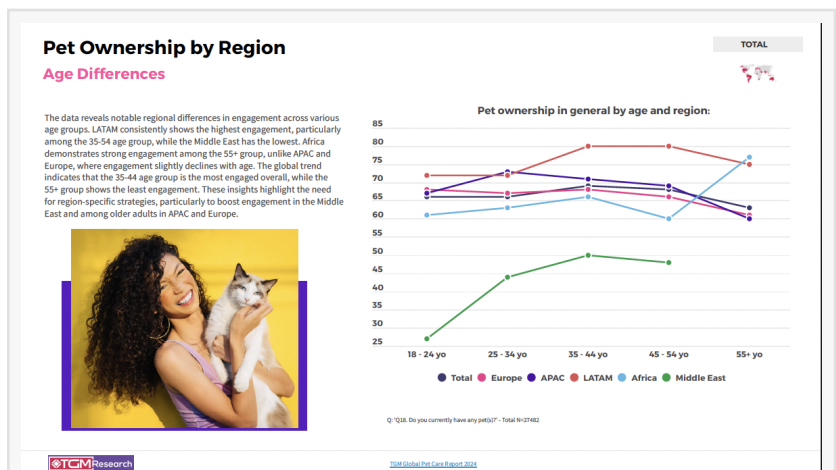 Pet Ownership by Region
TOTAL
Age Differences
The data reveals notable regional differences in engagement across various
age groups. LATAM consistently shows the highest engagement, particularly
among the 35-54 age group, while the Middle East has the lowest. Africa
demonstrates strong engagement among the 55+ group, unlike APAC and
Europe, where engagement slightly declines with age. The global trend
indicates that the 35-44 age group is the most engaged overall, while the
55+ group shows the least engagement. These insights highlight the need
for region-specific strategies, particularly to boost engagement in the Middle
East and among older adults in APAC and Europe.
Pet ownership in general by age and region:
85
80
75
70
65
60
55
50
45
40
35
30
25
18 - 24 yo 25 - 34 yo 35 - 44 yo 45 - 54 yo 55+ yo
Total Europe APAC LATAM Africa Middle East
Q: "Q18. Do you currently have any pet(s)?' - Total N=27482
TGM Research
TGM Global Pet Care Report 2024